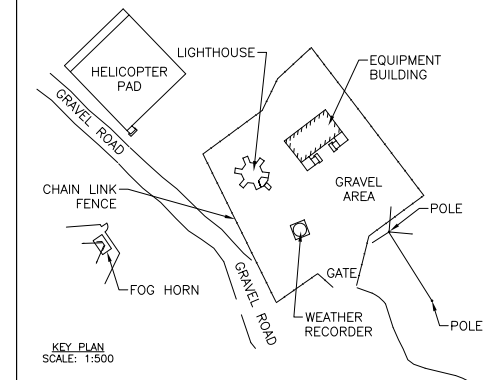 LIGHTHOUSE
EQUIPMENT
BUILDING
HELICOPTER
PAD
GRAVEL ROAD
CHAIN LINK
FENCE
GRAVEL
AREA
POLE
FOG HORN
GRAVEL ROAD
GATE
WEATHER
RECORDER
POLE
KEY PLAN
SCALE: 1:500